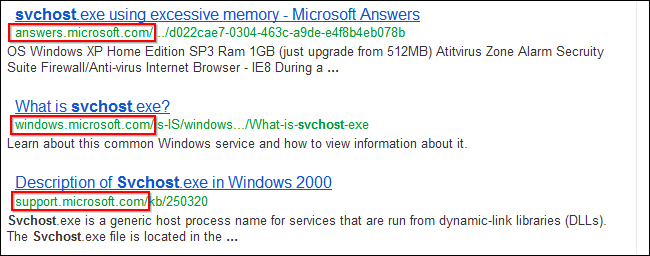 svchost.exe using excessive memory - Microsoft Answers
answers.microsoft.com/.../d022cae7-0304-463c-a9de-e4f8b4eb078b
OS Windows XP Home Edition SP3 Ram 1GB (just upgrade from 512MB) Atitvirus Zone Alarm Secruity
Suite Firewall/Anti-virus Internet Browser - IE8 During a ...
What is svchost.exe?
windows.microsoft.com/is-IS/windows.../What-is-svchost-exe
Learn about this common Windows service and how to view information about it.
Description of Svchost.exe in Windows 2000
support.microsoft.com/kb/250320
Svchost.exe is a generic host process name for services that are run from dynamic-link libraries (DLLs).
The Svchost.exe file is located in the ...